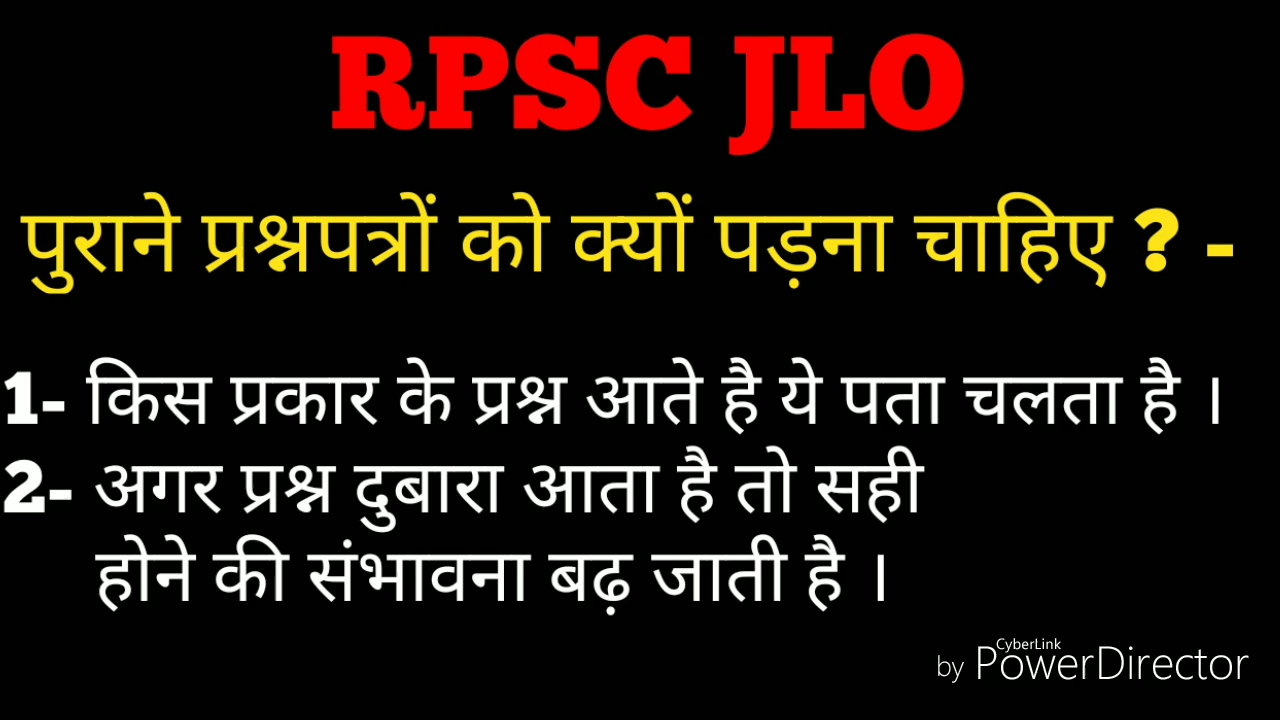 RPSC JLO
पुराने प्रश्नपत्रों को क्यों पड़ना चाहिए ? -
1- किस प्रकार के प्रश्न आते है ये पता चलता है ।
2- अगर प्रश्न दुबारा आता है तो सही
होने की संभावना बढ़ जाती है ।
CyberLink
by PowerDirector